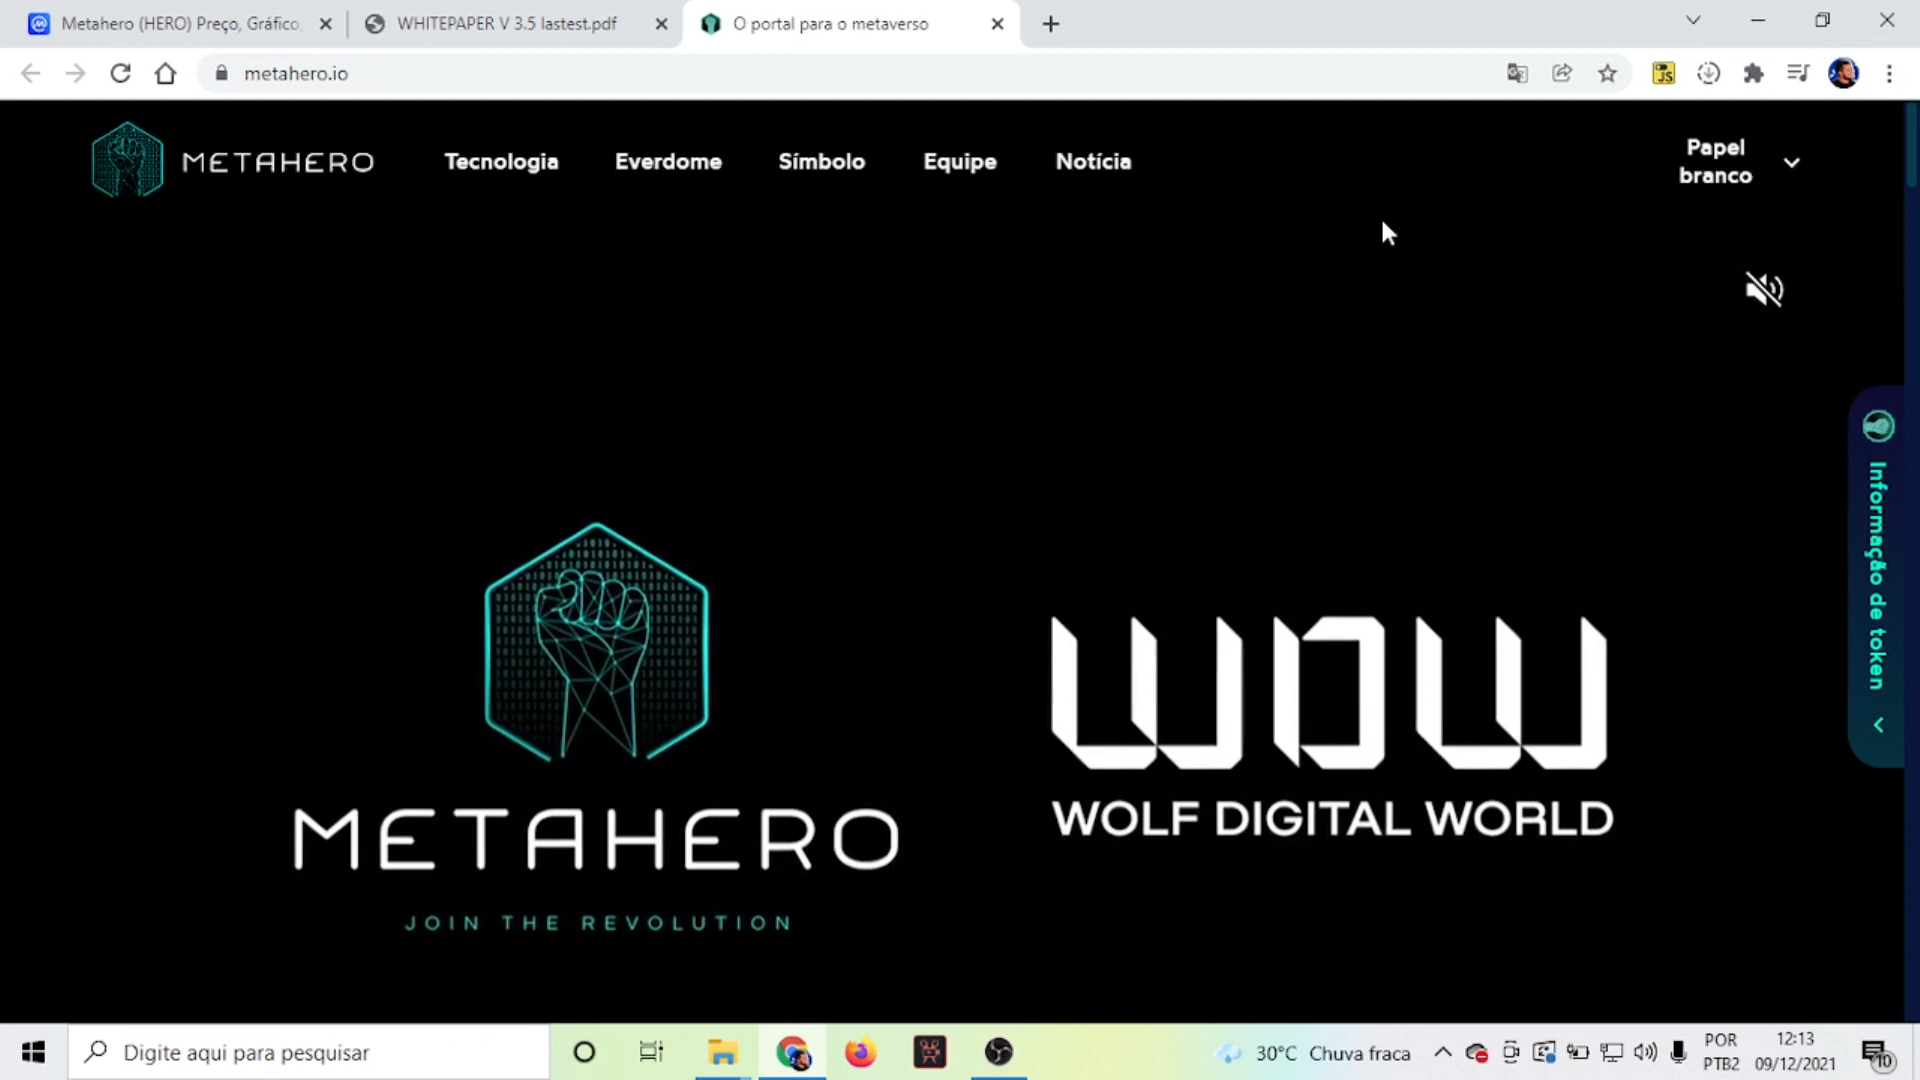 Metahero (HERO) Preço, Gráfico,
WHITEPAPER V 3.5 lastest.pdf
O portal para o metaverso
metahero.io
JS
METAHERO
Tecnologia
Everdome
Símbolo
Equipe
Notícia
Papel
branco
Informação de token
METAHERO
JOIN THE REVOLUTION
WOW
WOLF DIGITAL WORLD
Digite aqui para pesquisar
30°C Chuva fraca
POR
PTB2
12:13
09/12/2021
10